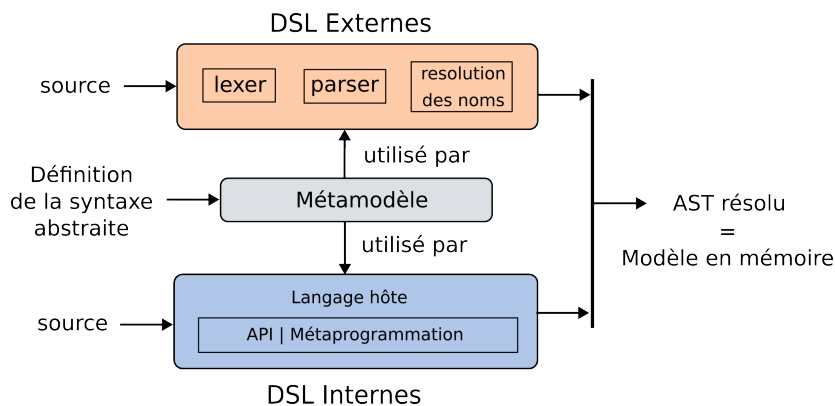 DSL Externes
source
lexer
parser
resolution
des noms
utilisé par
Définition
de la syntaxe
abstraite
Métamodèle
AST résolu
=
Modèle en mémoire
utilisé par
Langage hôte
source
API | Métaprogrammation
DSL Internes